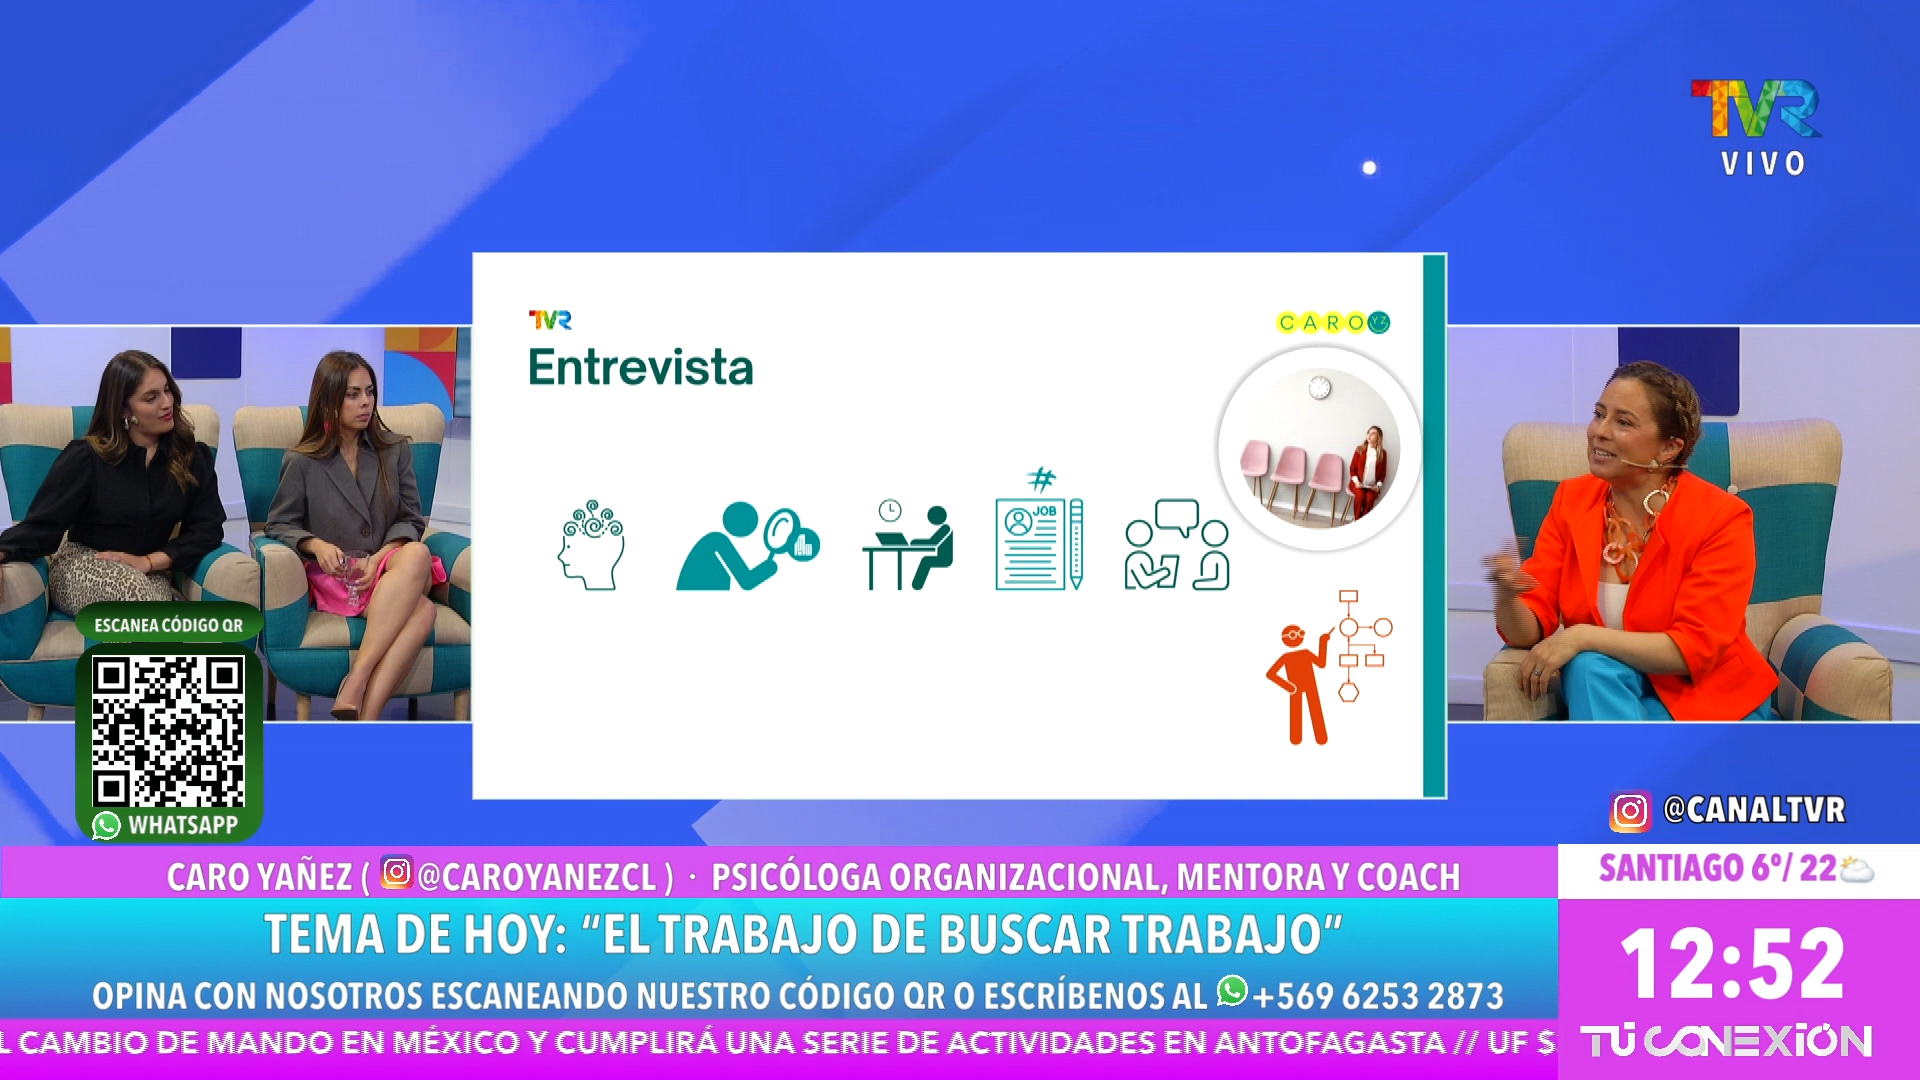 TVR
VIVO
TVR
CARO YZ
Entrevista
#
JOB
ESCANEA CÓDIGO QR
WHATSAPP
@CANALTVR
CARO YAÑEZ ( @CAROYANEZCL ) · PSICÓLOGA ORGANIZACIONAL, MENTORA Y COACH
SANTIAGO 6º/ 22
TEMA DE HOY: “EL TRABAJO DE BUSCAR TRABAJO”
12:52
OPINA CON NOSOTROS ESCANEANDO NUESTRO CÓDIGO QR O ESCRÍBENOS AL +569 6253 2873
L CAMBIO DE MANDO EN MÉXICO Y CUMPLIRÁ UNA SERIE DE ACTIVIDADES EN ANTOFAGASTA // UF $
TÚ CONEXIÓN